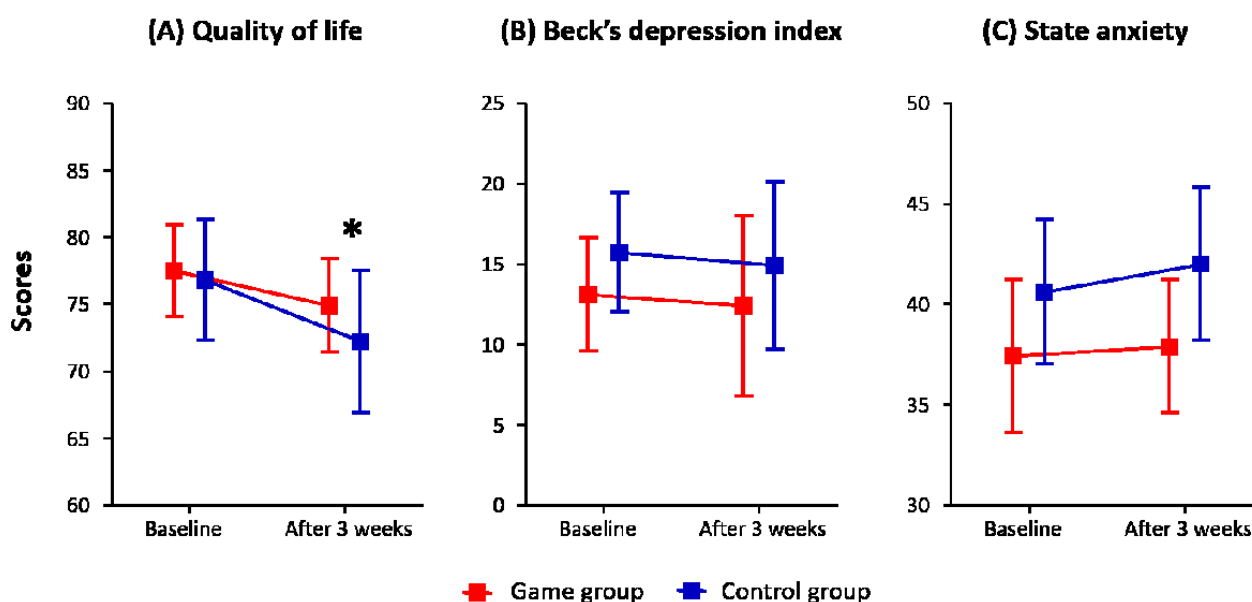 (A) Quality of life
(B) Beck's depression index
(C) State anxiety
Scores
90
85
80
75
70
65
60
*
Baseline
After 3 weeks
25
20
15
10
5
0
Baseline
After 3 weeks
50
45
40
35
30
Baseline
After 3 weeks
Game group
Control group